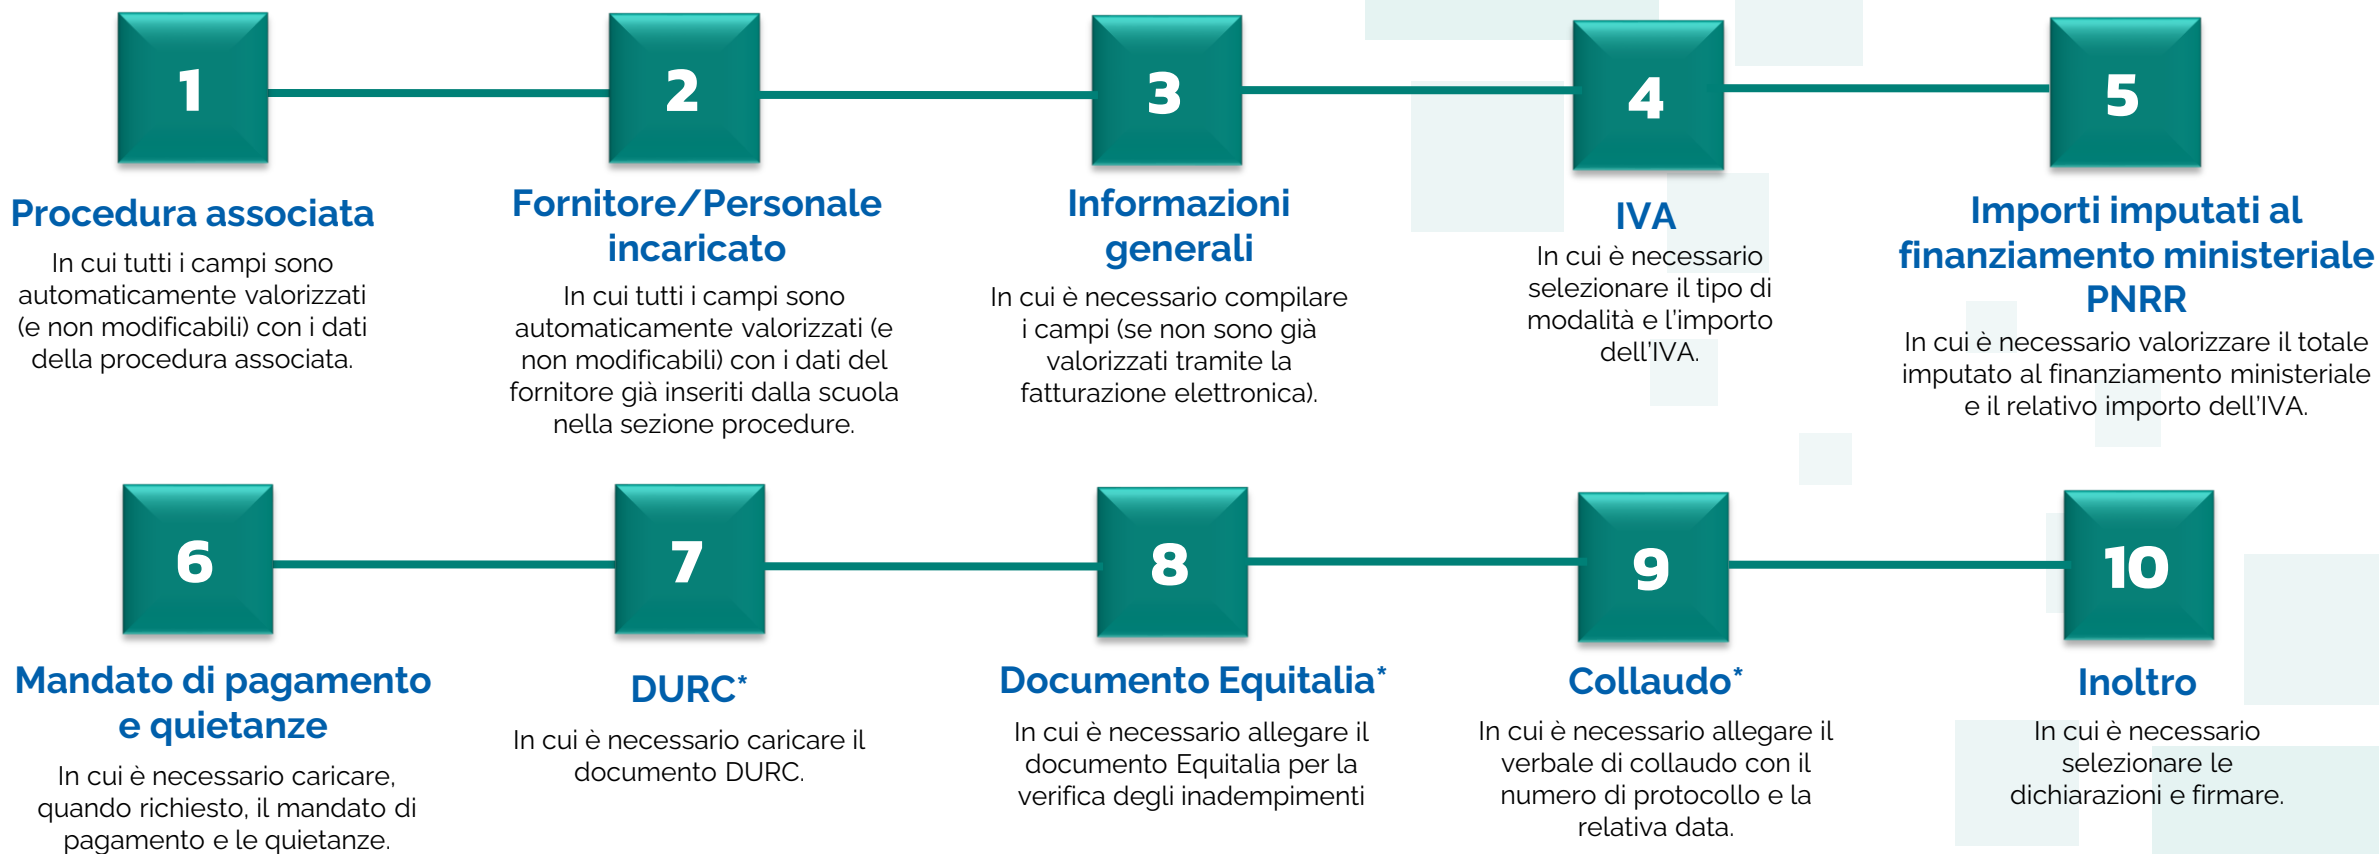 1
Procedura associata
In cui tutti i campi sono
automaticamente valorizzati
(e non modificabili) con i dati
della procedura associata.
2
Fornitore/Personale
incaricato
In cui tutti i campi sono
automaticamente valorizzati (e
non modificabili) con i dati del
fornitore già inseriti dalla scuola
nella sezione procedure.
3
Informazioni
generali
In cui è necessario compilare
i campi (se non sono già
valorizzati tramite la
fatturazione elettronica).
4
IVA
In cui è necessario
selezionare il tipo di
modalità e l'importo
dell'IVA.
5
Importi imputati al
finanziamento ministeriale
PNRR
In cui è necessario valorizzare il totale
imputato al finanziamento ministeriale
e il relativo importo dell'IVA.
6
Mandato di pagamento
e quietanze
In cui è necessario caricare,
quando richiesto, il mandato di
pagamento e le quietanze.
7
DURC*
In cui è necessario caricare il
documento DURC.
8
Documento Equitalia*
In cui è necessario allegare il
documento Equitalia per la
verifica degli inadempimenti
9
Collaudo*
In cui è necessario allegare il
verbale di collaudo con il
numero di protocollo e la
relativa data.
10
Inoltro
In cui è necessario
selezionare le
dichiarazioni e firmare.